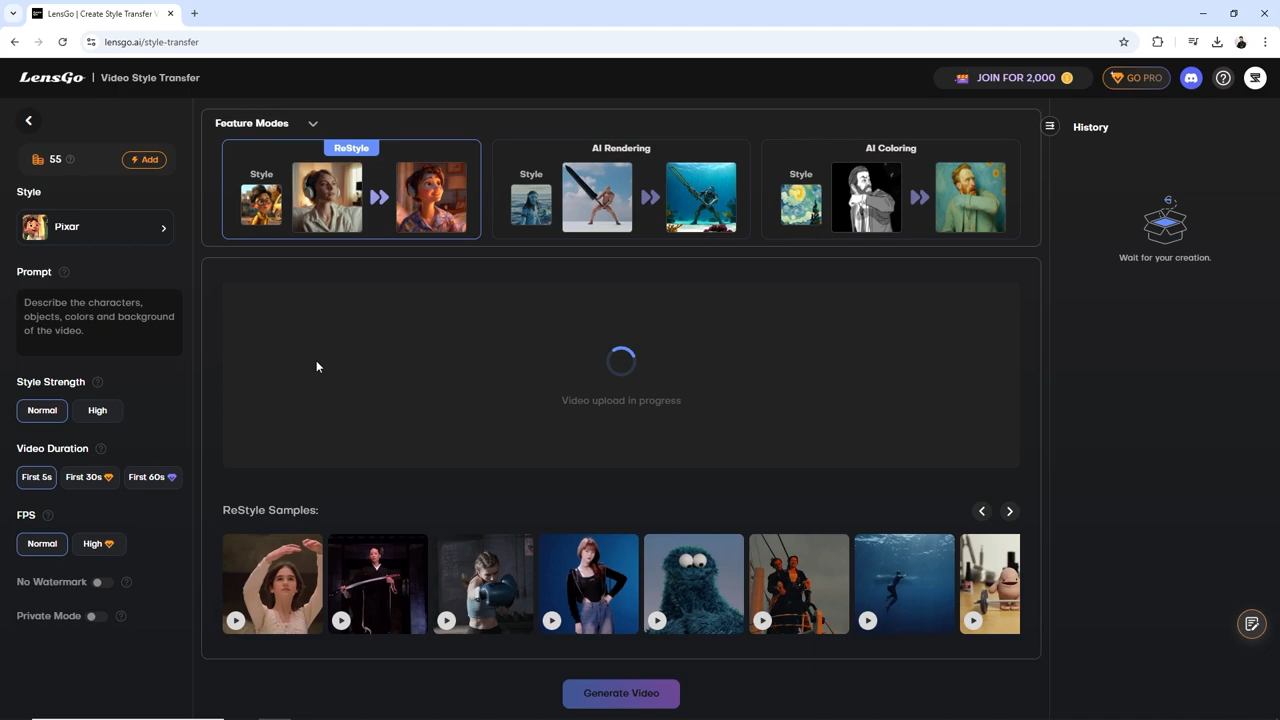 LensGo | Create Style Transfer V
lensgo.ai/style-transfer
LensGo | Video Style Transfer
JOIN FOR 2,000
GO PRO
55
Add
Style
Pixar
Prompt
Describe the characters,
objects, colors and background
of the video.
Style Strength
Normal
High
Video Duration
First 5s
First 30s
First 60s
FPS
Normal
High
No Watermark
Private Mode
Feature Modes
ReStyle
Style
AI Rendering
Style
AI Coloring
Style
Video upload in progress
ReStyle Samples:
Generate Video
History
Wait for your creation.